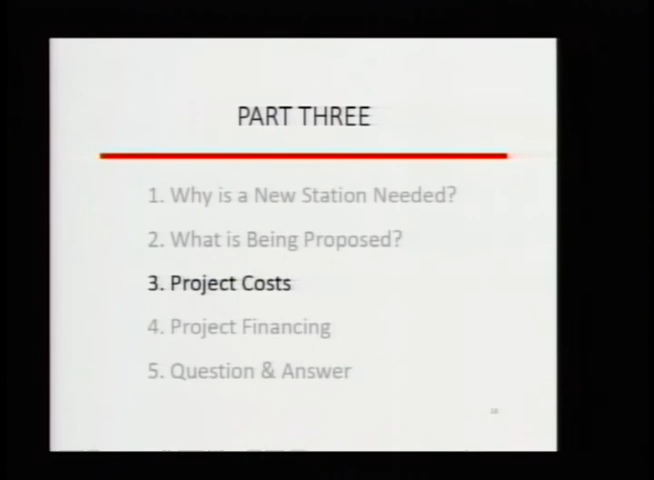 PART THREE
1. Why is a New Station Needed?
2. What is Being Proposed?
3. Project Costs
4. Project Financing
5. Question & Answer